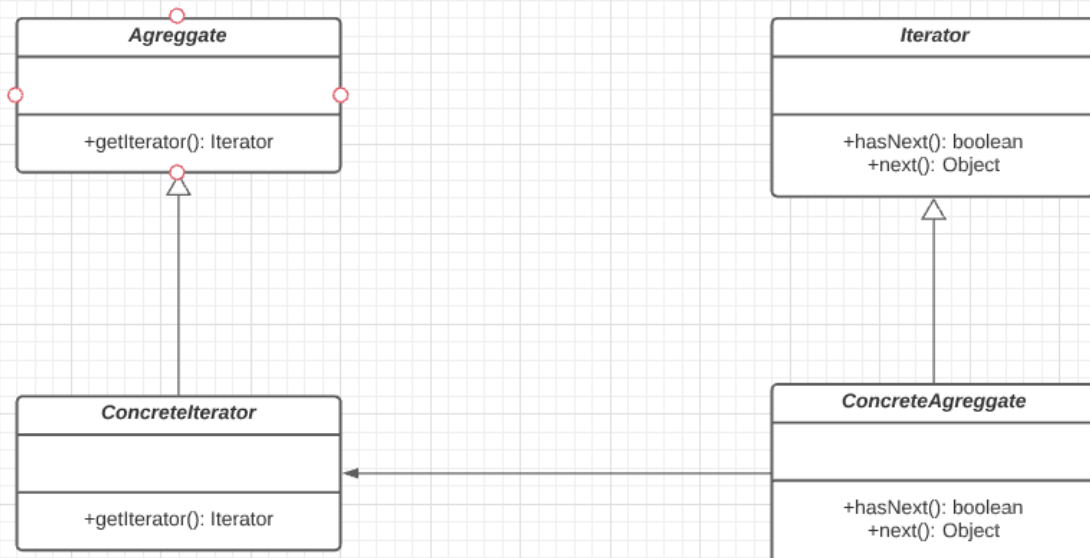 Agreggate
+getIterator(): Iterator
Iterator
+hasNext(): boolean
+next(): Object
ConcreteIterator
+getIterator(): Iterator
ConcreteAgreggate
+hasNext(): boolean
+next(): Object